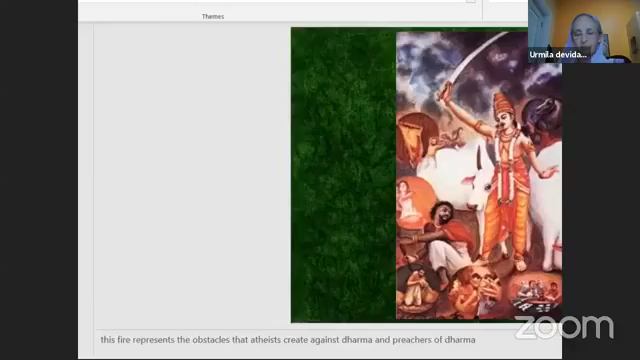 Themes
Urmila devida...
this fire represents the obstacles that atheists create against dharma and preachers of dharma
zoom